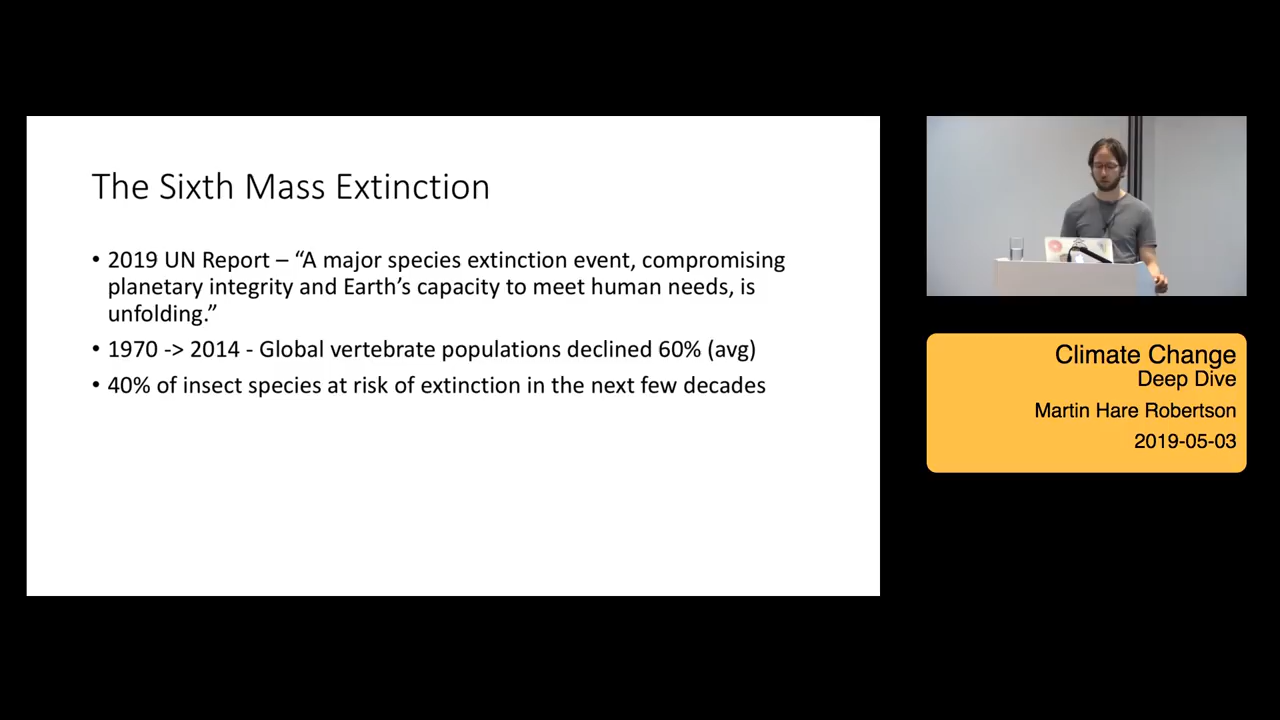 The Sixth Mass Extinction
• 2019 UN Report – “A major species extinction event, compromising
planetary integrity and Earth’s capacity to meet human needs, is
unfolding.”
• 1970 -> 2014 - Global vertebrate populations declined 60% (avg)
• 40% of insect species at risk of extinction in the next few decades
Climate Change
Deep Dive
Martin Hare Robertson
2019-05-03